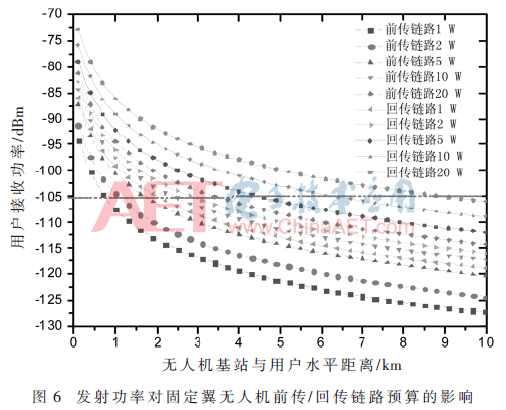 -70
-75
-80
-85
-90
-95
-100
-105
-110
-115
-120
-125
-130
用户接收功率/dBm
前传链路1 W
前传链路2 W
前传链路5 W
前传链路10 W
前传链路20 W
回传链路1 W
回传链路2 W
回传链路5 W
回传链路10 W
回传链路20 W
AET
www.ChinaAET.com
0 1 2 3 4 5 6 7 8 9 10
无人机基站与用户水平距离/km
图 6 发射功率对固定翼无人机前传/回传链路预算的影响